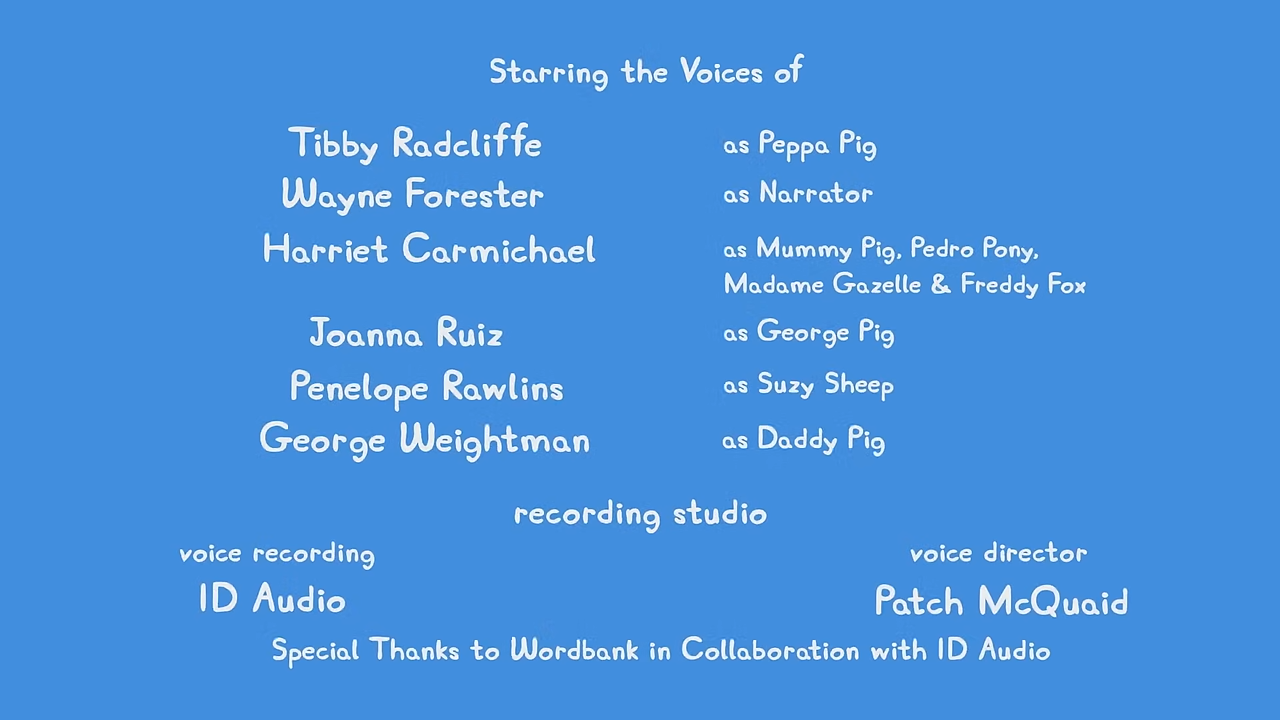 Starring the Voices of
Tibby Radcliffe as Peppa Pig
Wayne Forester as Narrator
Harriet Carmichael as Mummy Pig, Pedro Pony,
Madame Gazelle & Freddy Fox
Joanna Ruiz as George Pig
Penelope Rawlins as Suzy Sheep
George Weightman as Daddy Pig
recording studio
voice recording voice director
ID Audio Patch McQuaid
Special Thanks to Wordbank in Collaboration with ID Audio